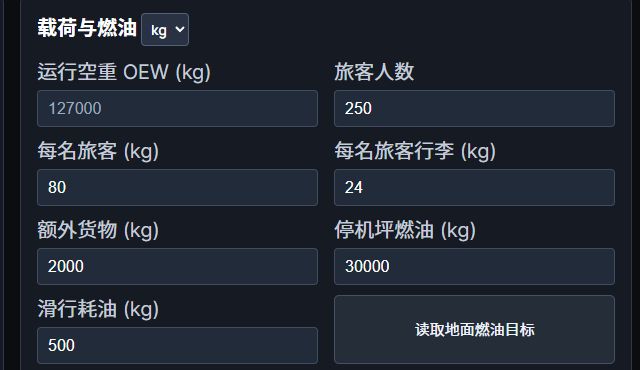 载荷与燃油 kg
运行空重 OEW (kg) 旅客人数
127000 250
每名旅客 (kg) 每名旅客行李 (kg)
80 24
额外货物 (kg) 停机坪燃油 (kg)
2000 30000
滑行耗油 (kg)
500 读取地面燃油目标